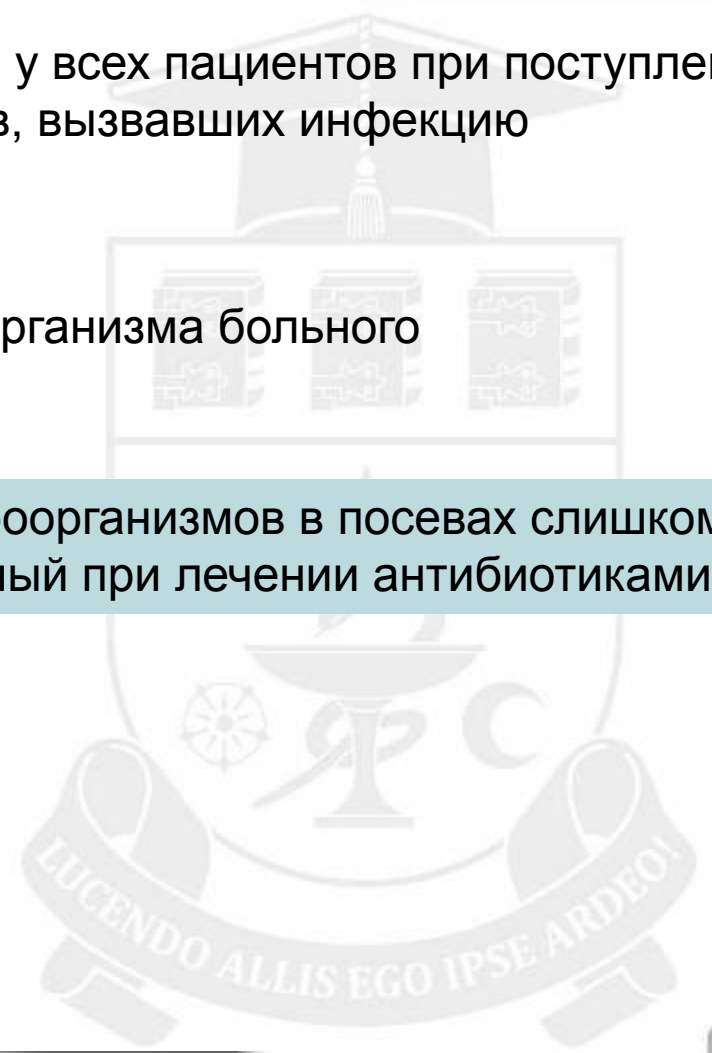 у всех пациентов при поступле
в, вызвавших инфекцию
рганизма больного
оорганизмов в посевах слишком
ный при лечении антибиотиками
LUCENDO ALLIS EGO IPSE ARDEO!